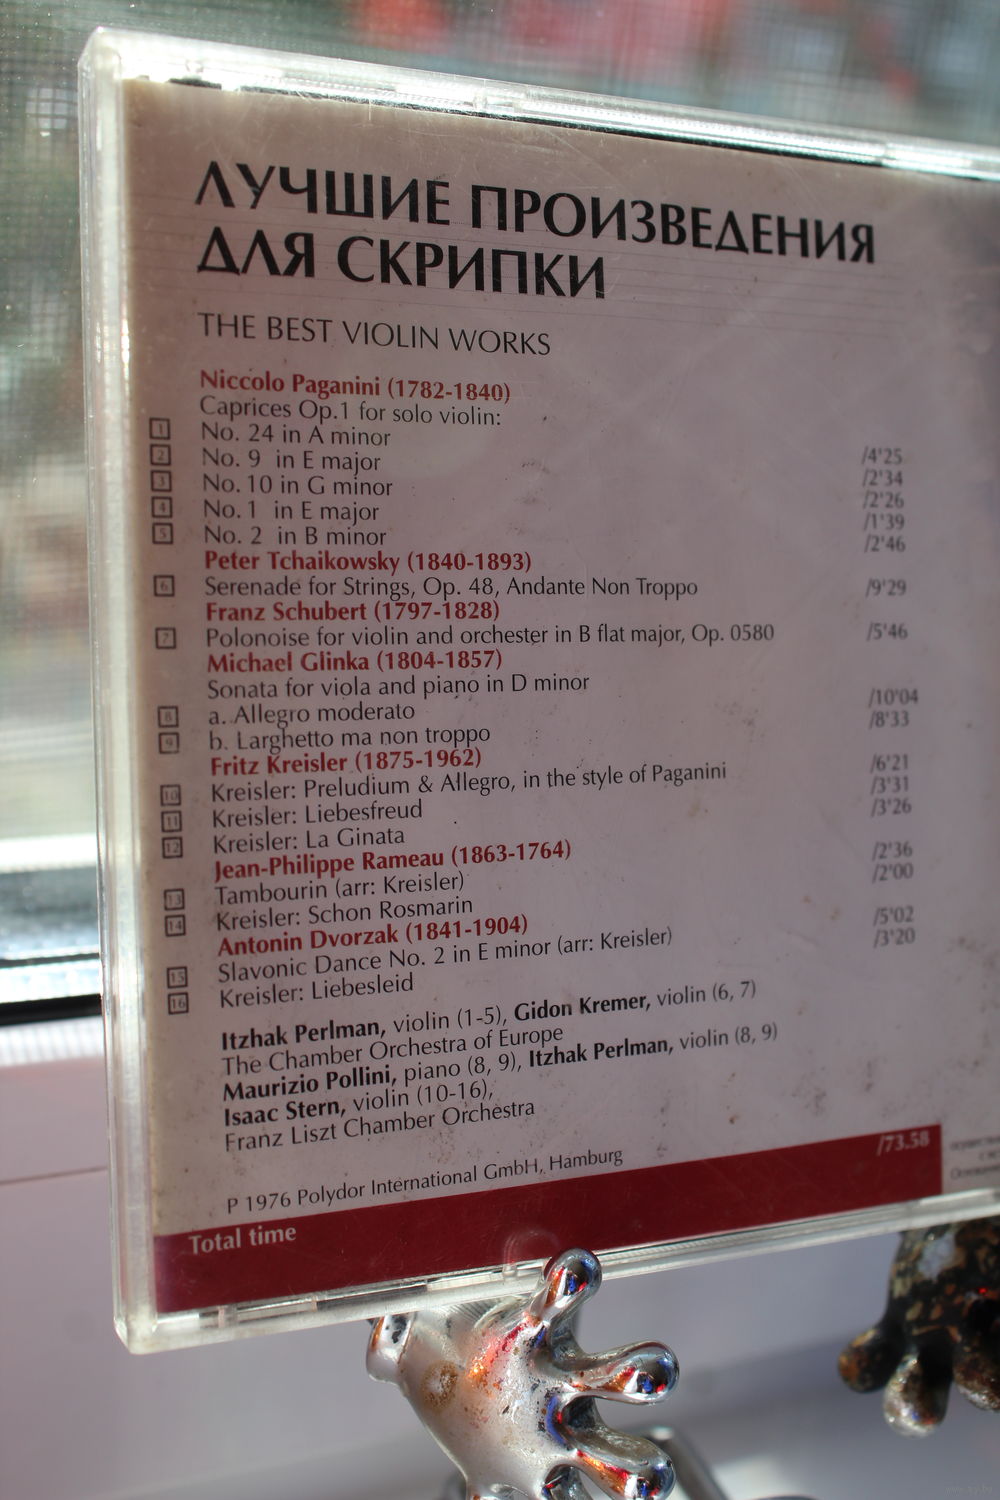 ЛУЧШИЕ ПРОИЗВЕДЕНИЯ
ДЛЯ СКРИПКИ
THE BEST VIOLIN WORKS
Niccolo Paganini (1782-1840)
Caprices Op.1 for solo violin:
1 No. 24 in A minor /4'25
2 No. 9 in E major /2'34
3 No. 10 in G minor /2'26
4 No. 1 in E major /1'39
5 No. 2 in B minor /2'46
Peter Tchaikowsky (1840-1893)
6 Serenade for Strings, Op. 48, Andante Non Troppo /9'29
Franz Schubert (1797-1828)
7 Polonoise for violin and orchester in B flat major, Op. 0580 /5'46
Michael Glinka (1804-1857)
Sonata for viola and piano in D minor
8 a. Allegro moderato /10'04
9 b. Larghetto ma non troppo /8'33
Fritz Kreisler (1875-1962)
10 Kreisler: Preludium & Allegro, in the style of Paganini /6'21
11 Kreisler: Liebesfreud /3'31
12 Kreisler: La Ginata /3'26
Jean-Philippe Rameau (1863-1764)
13 Tambourin (arr: Kreisler) /2'36
14 Kreisler: Schon Rosmarin /2'00
Antonin Dvorzak (1841-1904)
15 Slavonic Dance No. 2 in E minor (arr: Kreisler) /5'02
16 Kreisler: Liebesleid /3'20
Itzhak Perlman, violin (1-5), Gidon Kremer, violin (6, 7)
The Chamber Orchestra of Europe
Maurizio Pollini, piano (8, 9), Itzhak Perlman, violin (8, 9)
Isaac Stern, violin (10-16),
Franz Liszt Chamber Orchestra
P 1976 Polydor International GmbH, Hamburg
Total time /73.58